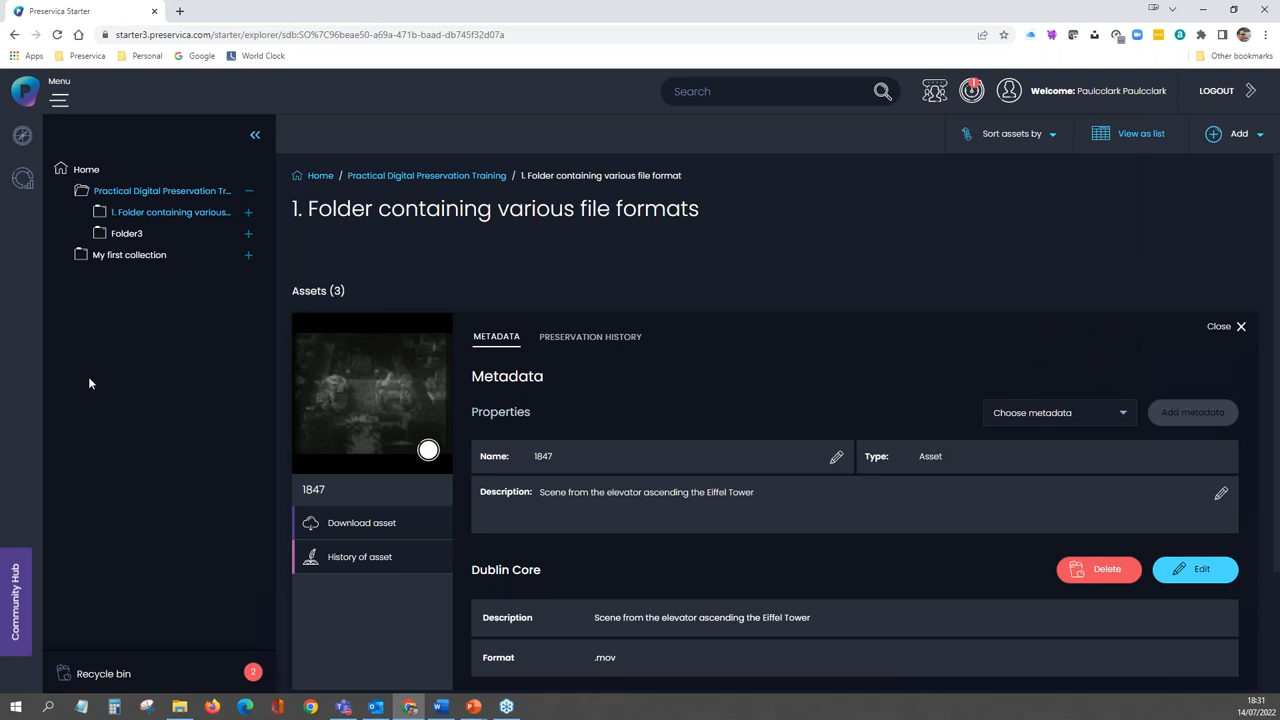 Preservica Starter
starter3.preservica.com/starter/explorer/sdb:SO%7C96beae50-a69a-471b-baad-db745f32d07a
Apps Preservica Personal Google World Clock Other bookmarks
Menu
Search
1
Welcome: Paulcclark Paulcclark
LOGOUT
Sort assets by
View as list
Add
Home
Practical Digital Preservation Tr...
1. Folder containing various...
Folder3
My first collection
Home / Practical Digital Preservation Training / 1. Folder containing various file format
1. Folder containing various file formats
Assets (3)
METADATA PRESERVATION HISTORY
Close
Metadata
Properties
Choose metadata
Add metadata
Name: 1847
Type: Asset
Description: Scene from the elevator ascending the Eiffel Tower
1847
Download asset
History of asset
Dublin Core
Delete
Edit
Description Scene from the elevator ascending the Eiffel Tower
Format .mov
Community Hub
Recycle bin 2
18:31
14/07/2022